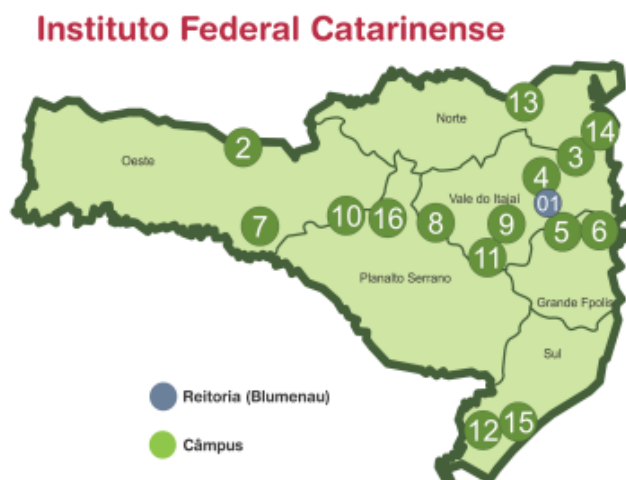 Instituto Federal Catarinense
13
Norte
14
2
3
Oeste
4
Vale do Itajaí
01
7
10
16
8
9
5
6
11
Planalto Serrano
Grande Fpolis
Sul
Reitoria (Blumenau)
12
15
Câmpus